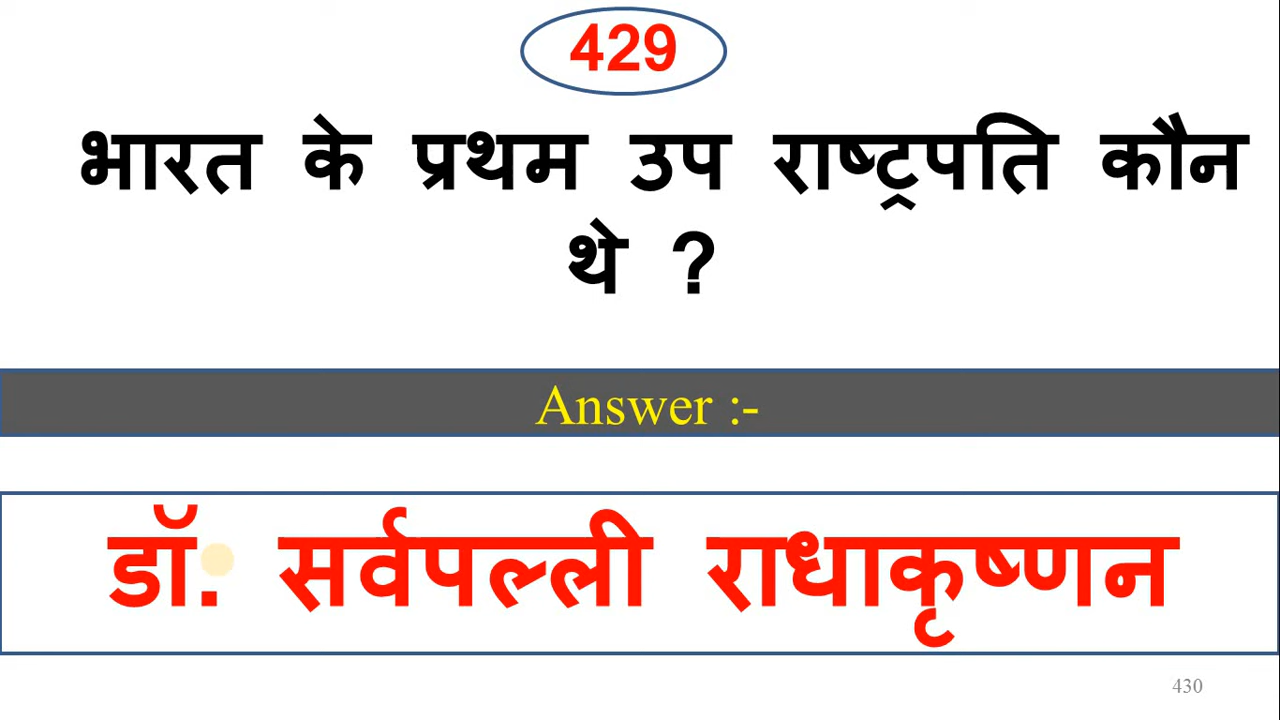 429
भारत के प्रथम उप राष्ट्रपति कौन
थे ?
Answer :-
डॉ. सर्वपल्ली राधाकृष्णन
430